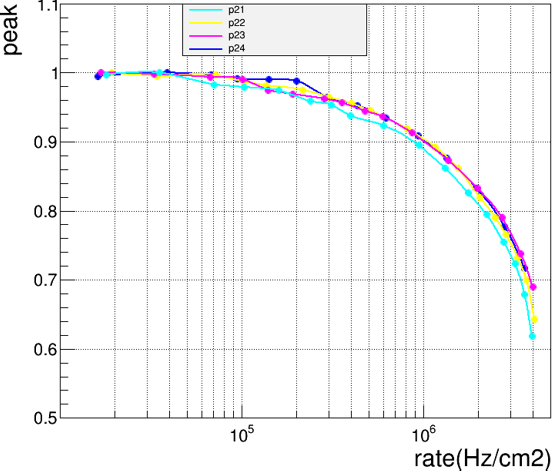 peak
1.1
1
0.9
0.8
0.7
0.6
0.5
p21
p22
p23
p24
10⁵
10⁶
rate(Hz/cm2)